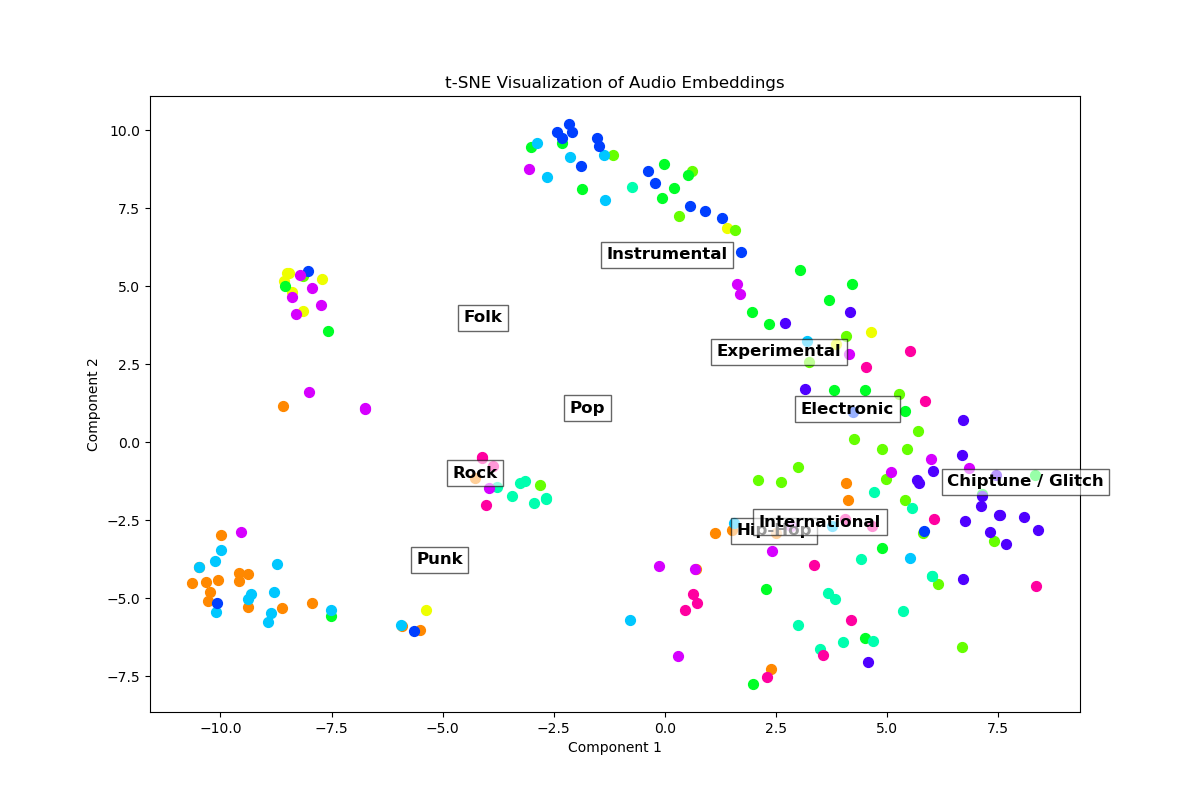 t-SNE Visualization of Audio Embeddings
Component 2
10.0
7.5
5.0
2.5
0.0
−2.5
−5.0
−7.5
Instrumental
Folk
Experimental
Pop
Electronic
Rock
Chiptune / Glitch
International
Hip-Hop
Punk
−10.0
−7.5
−5.0
−2.5
0.0
2.5
5.0
7.5
Component 1